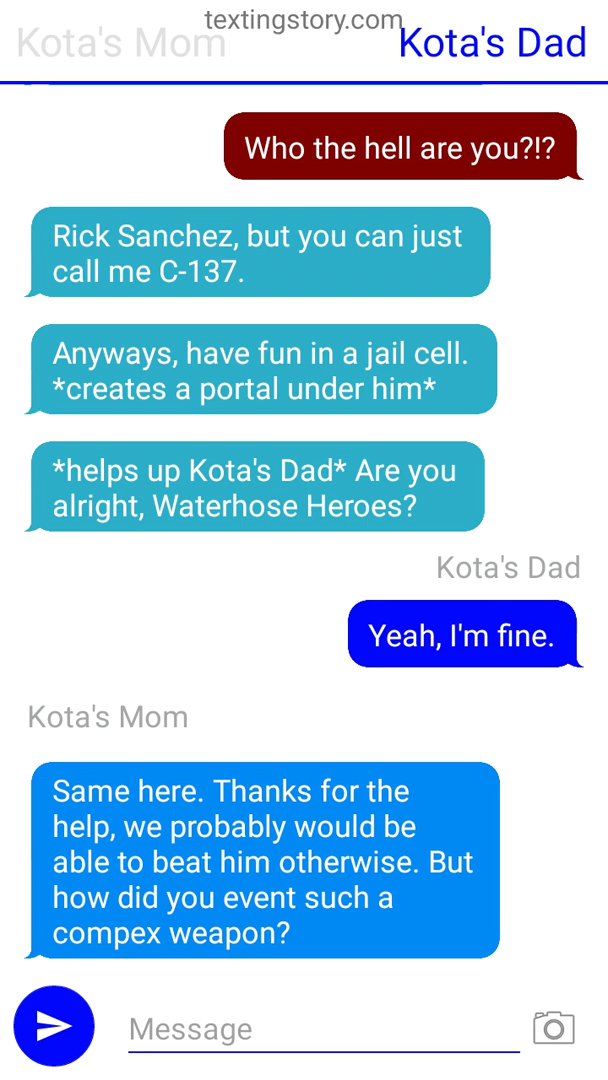 textingstory.com
Kota's Mom
Kota's Dad
Who the hell are you?!?
Rick Sanchez, but you can just
call me C-137.
Anyways, have fun in a jail cell.
*creates a portal under him*
*helps up Kota's Dad* Are you
alright, Waterhose Heroes?
Kota's Dad
Yeah, I'm fine.
Kota's Mom
Same here. Thanks for the
help, we probably would be
able to beat him otherwise. But
how did you event such a
compex weapon?
Message